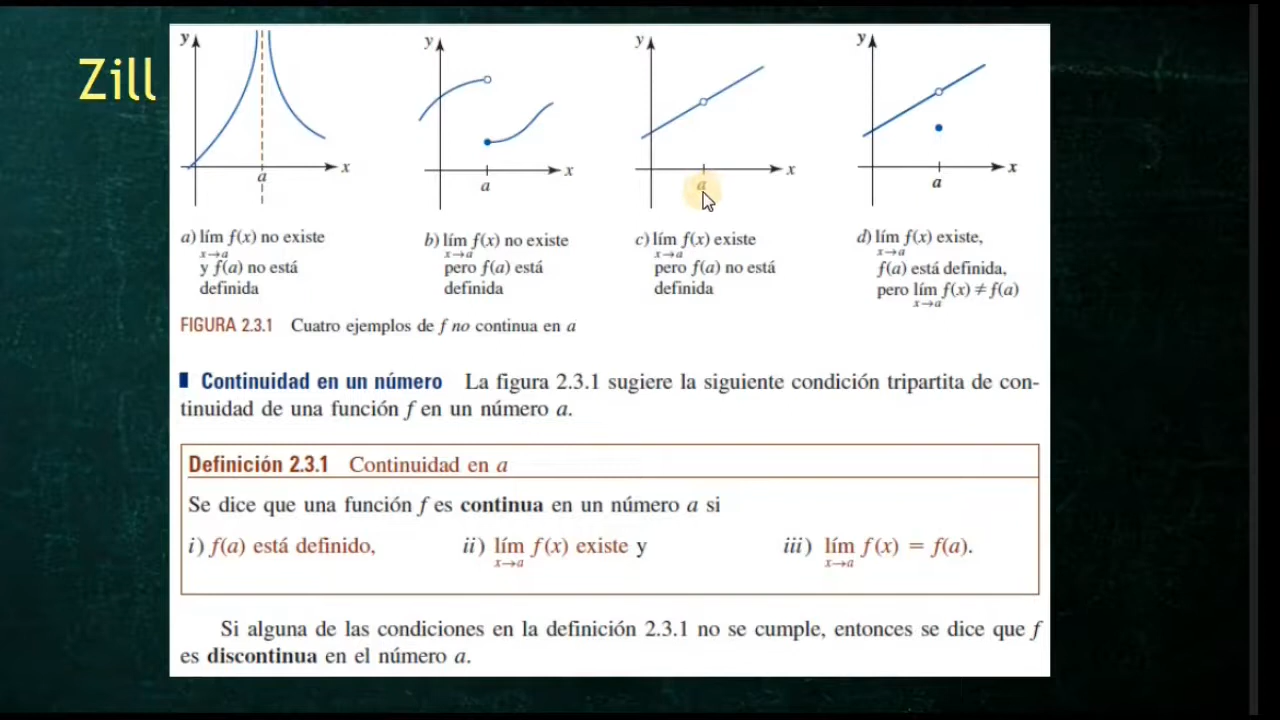 Zill
y
x
a
y
x
a
y
x
a
y
x
a
a) lím f(x) no existe
x→a
y f(a) no está
definida
b) lím f(x) no existe
x→a
pero f(a) está
definida
c) lím f(x) existe
x→a
pero f(a) no está
definida
d) lím f(x) existe,
x→a
f(a) está definida,
pero lím f(x) ≠ f(a)
x→a
FIGURA 2.3.1 Cuatro ejemplos de f no continua en a
Continuidad en un número La figura 2.3.1 sugiere la siguiente condición tripartita de con-
tinuidad de una función f en un número a.
Definición 2.3.1 Continuidad en a
Se dice que una función f es continua en un número a si
i) f(a) está definido, ii) lím f(x) existe y iii) lím f(x) = f(a).
x→a x→a
Si alguna de las condiciones en la definición 2.3.1 no se cumple, entonces se dice que f
es discontinua en el número a.